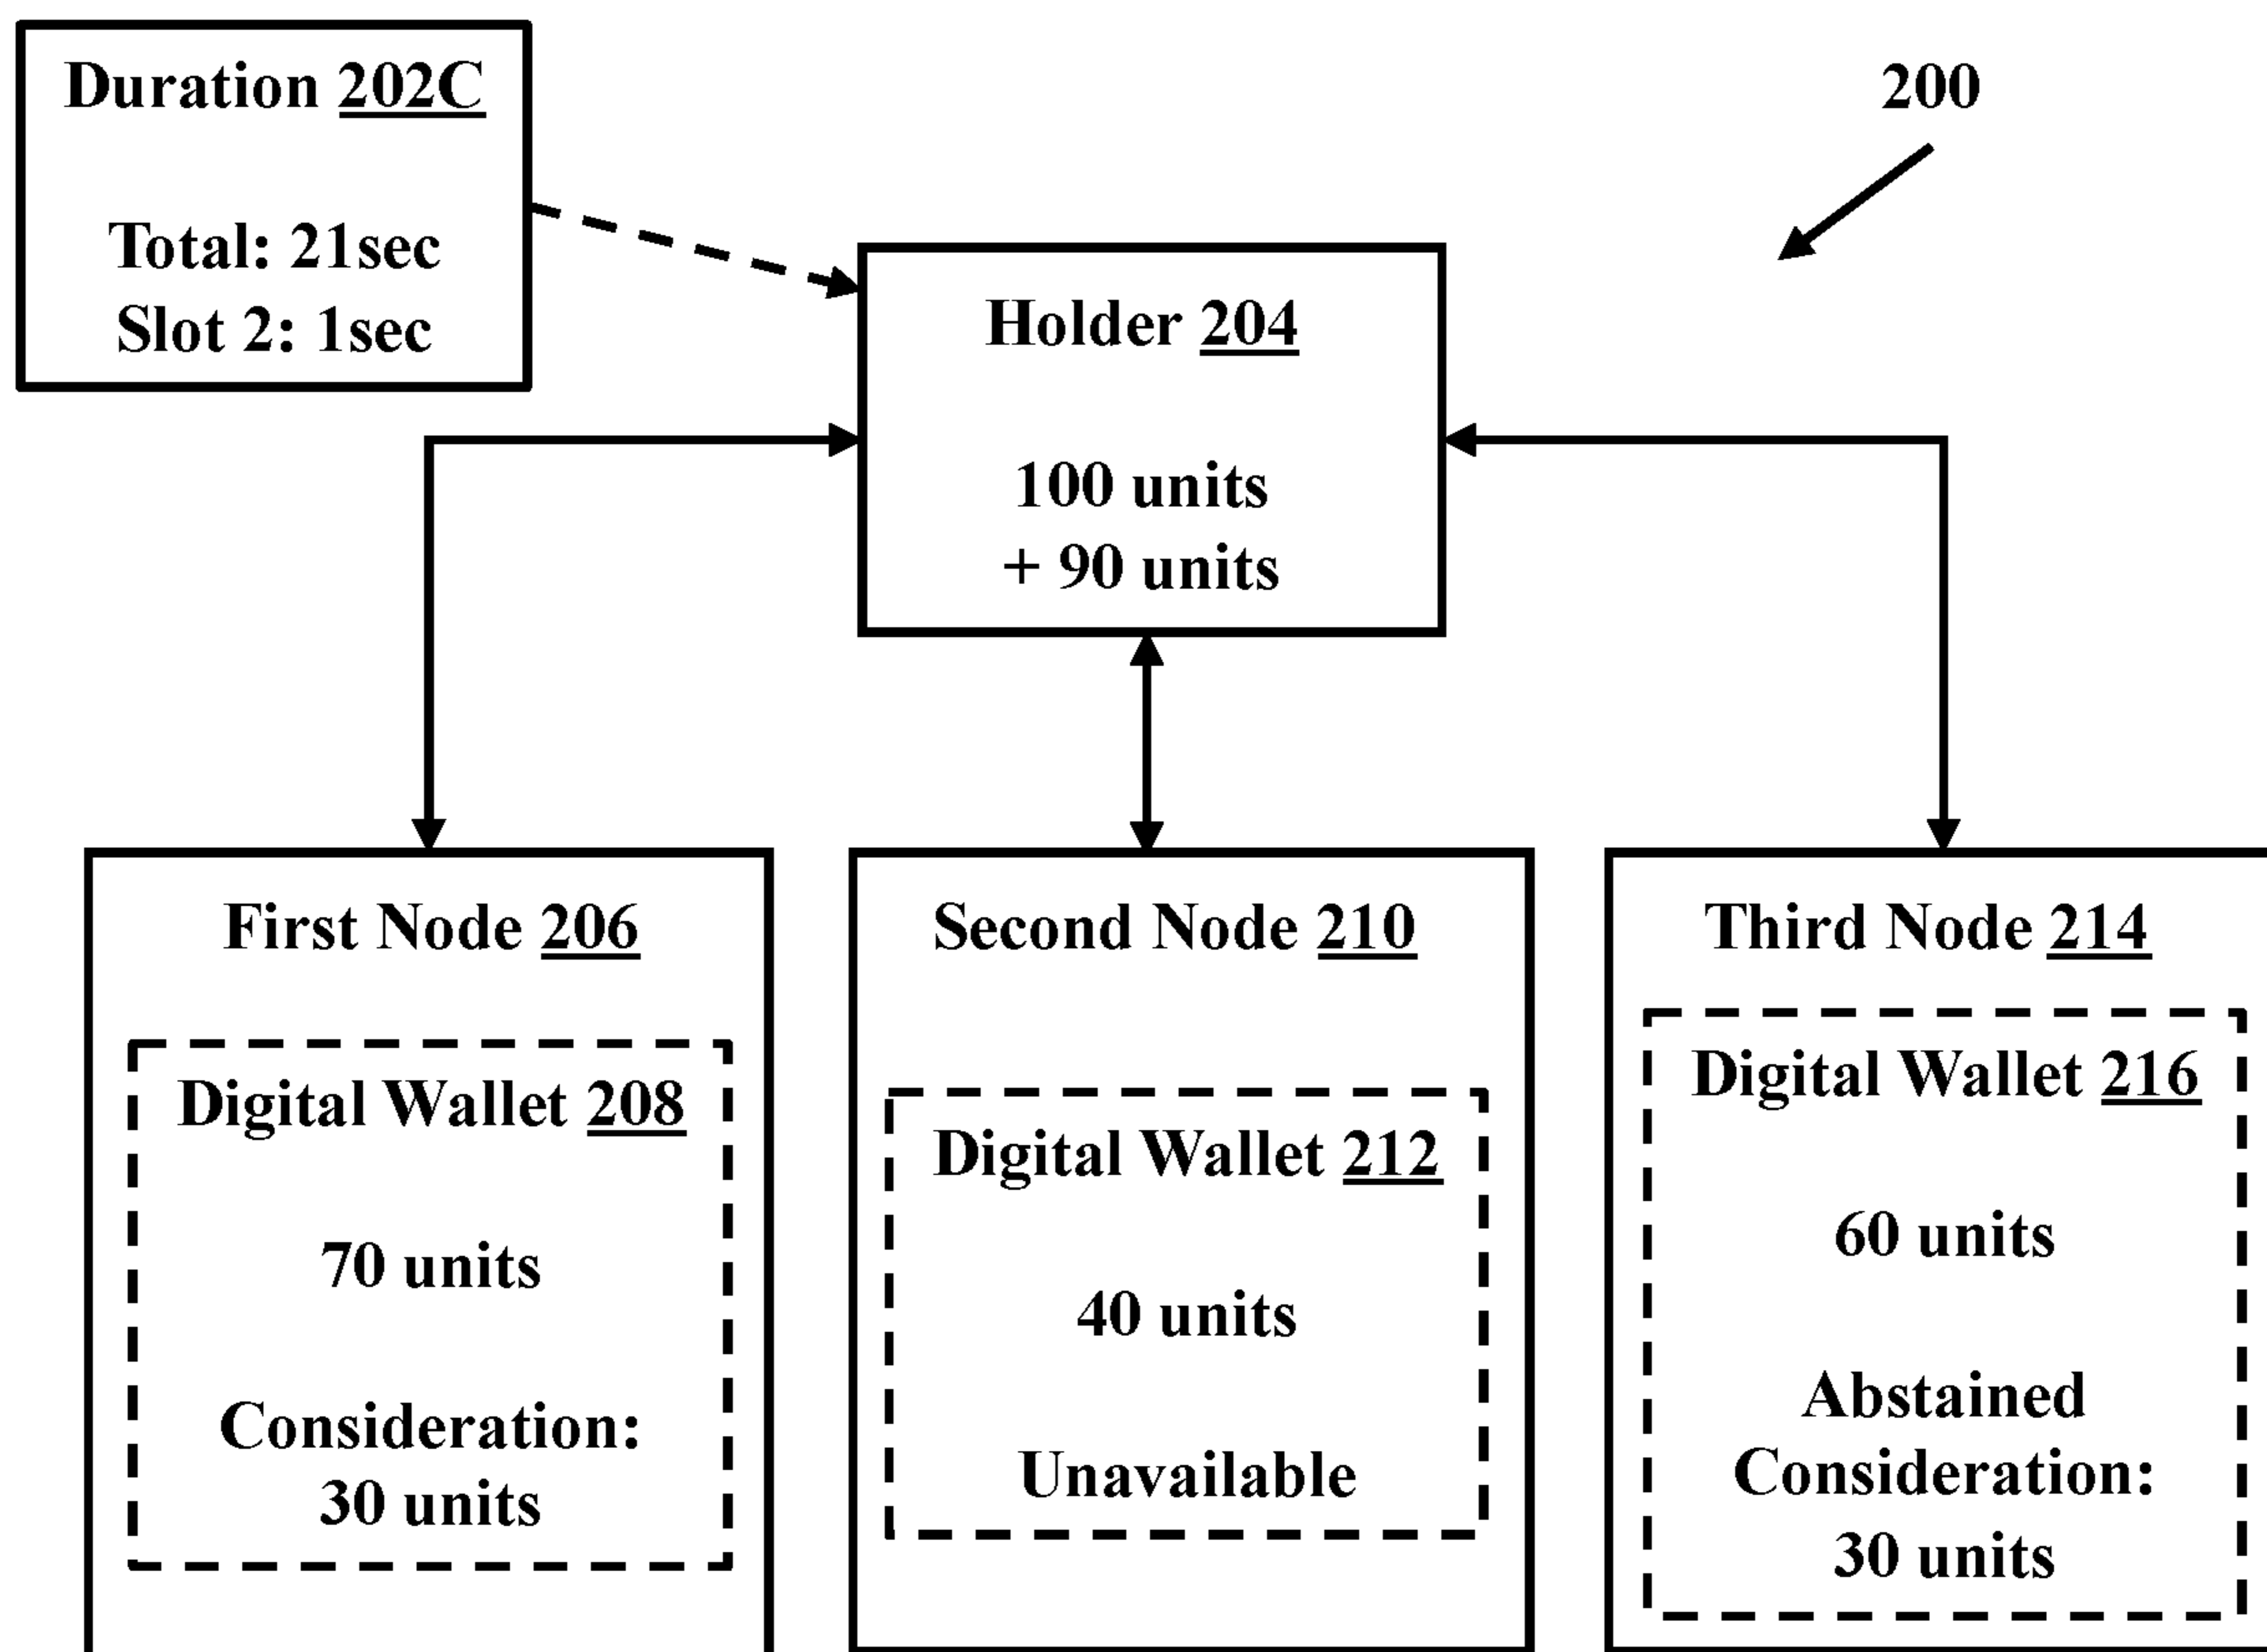 Duration 202C
Total: 21sec
Slot 2: 1sec
200
Holder 204
100 units
+ 90 units
First Node 206
Digital Wallet 208
70 units
Consideration:
30 units
Second Node 210
Digital Wallet 212
40 units
Unavailable
Third Node 214
Digital Wallet 216
60 units
Abstained
Consideration:
30 units